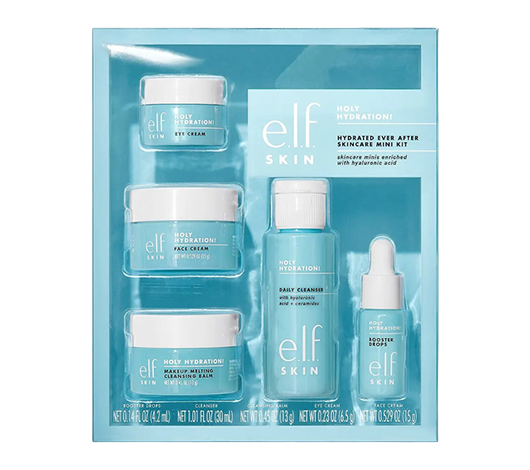 HOLY
HYDRATION!
e.l.f.
SKIN
EYE CREAM
e.l.f.
SKIN
HOLY
HYDRATION!
HYDRATED EVER AFTER
SKINCARE MINI KIT
skincare minis enriched
with hyaluronic acid
HOLY
HYDRATION!
e.l.f.
SKIN
FACE CREAM
HOLY
HYDRATION!
DAILY CLEANSER
with hyaluronic
acid + ceramides
e.l.f.
SKIN
HOLY
HYDRATION!
BOOSTER
DROPS
e.l.f.
SKIN
HOLY HYDRATION!
e.l.f.
SKIN
MAKEUP MELTING
CLEANSING BALM
BOOSTER DROPS CLEANSER BALM EYE CREAM FACE CREAM
NET 0.14 FL OZ (4.2 mL) NET 1.01 FL OZ (30 mL) NET 0.45 OZ (13 g) NET 0.23 OZ (6.5 g) NET 0.529 OZ (15 g)